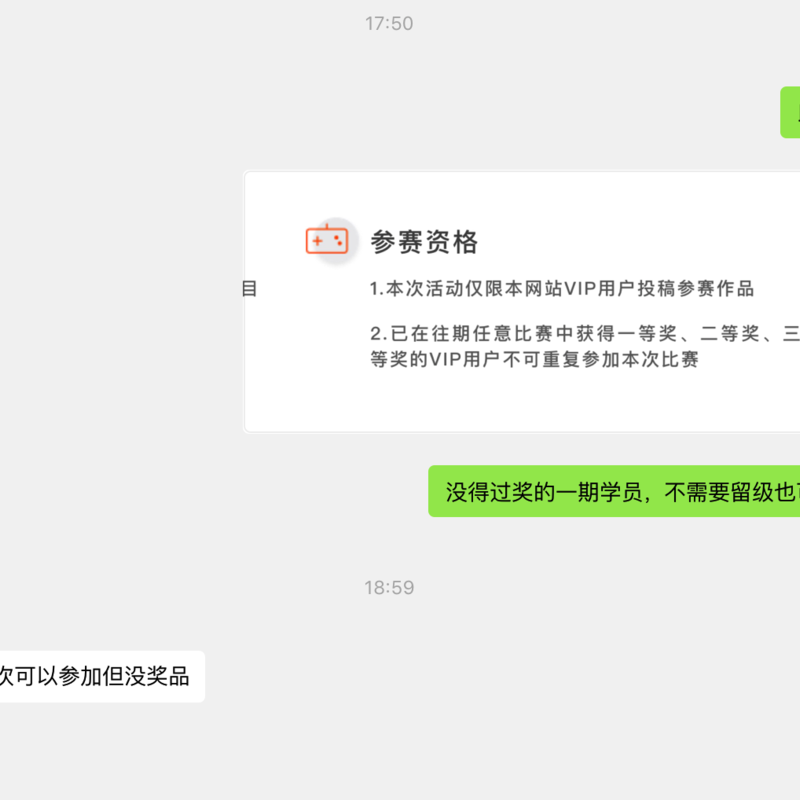 17:50
参赛资格
目
1.本次活动仅限本网站VIP用户投稿参赛作品
2.已在往期任意比赛中获得一等奖、二等奖、三
等奖的VIP用户不可重复参加本次比赛
没得过奖的一期学员，不需要留级也
18:59
次可以参加但没奖品